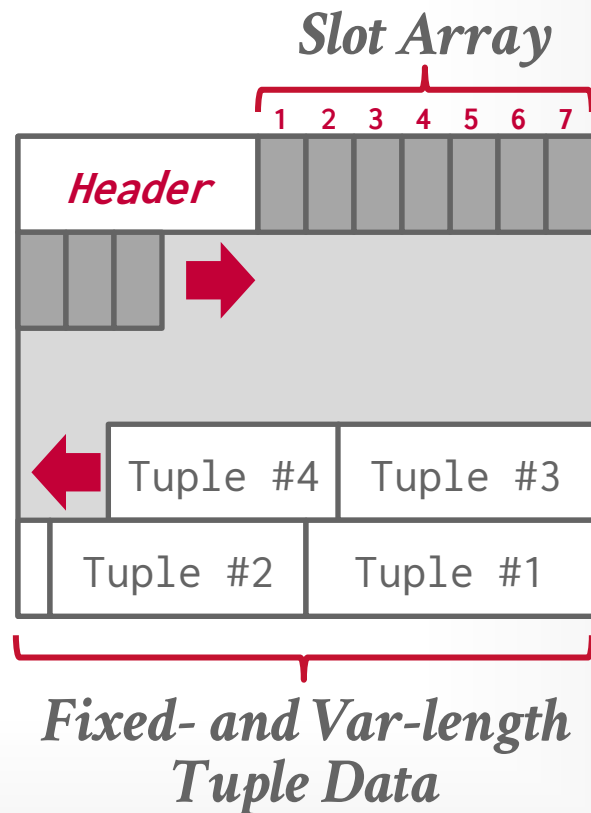 Slot Array
1 2 3 4 5 6 7
Header
Tuple #4 Tuple #3
Tuple #2 Tuple #1
Fixed- and Var-length
Tuple Data